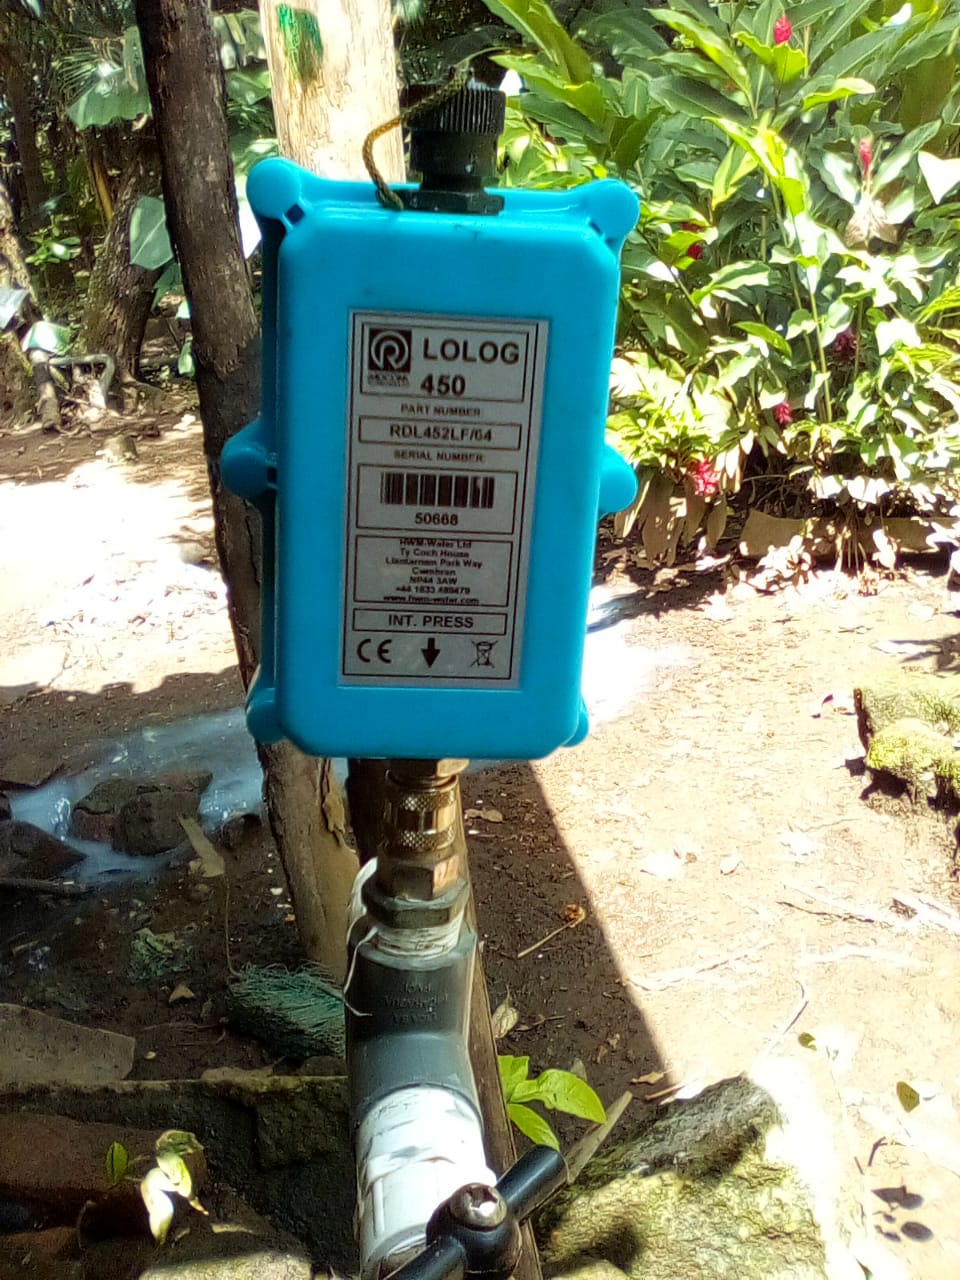 R LOLOG
450
PART NUMBER
RDL452LF/64
SERIAL NUMBER
50668
HWM-Water Ltd
Ty Coch House
Llantarnam Park Way
Cwmbran
NP44 3AW
+44 1633 489479
www.hwm-water.com
INT. PRESS
CE